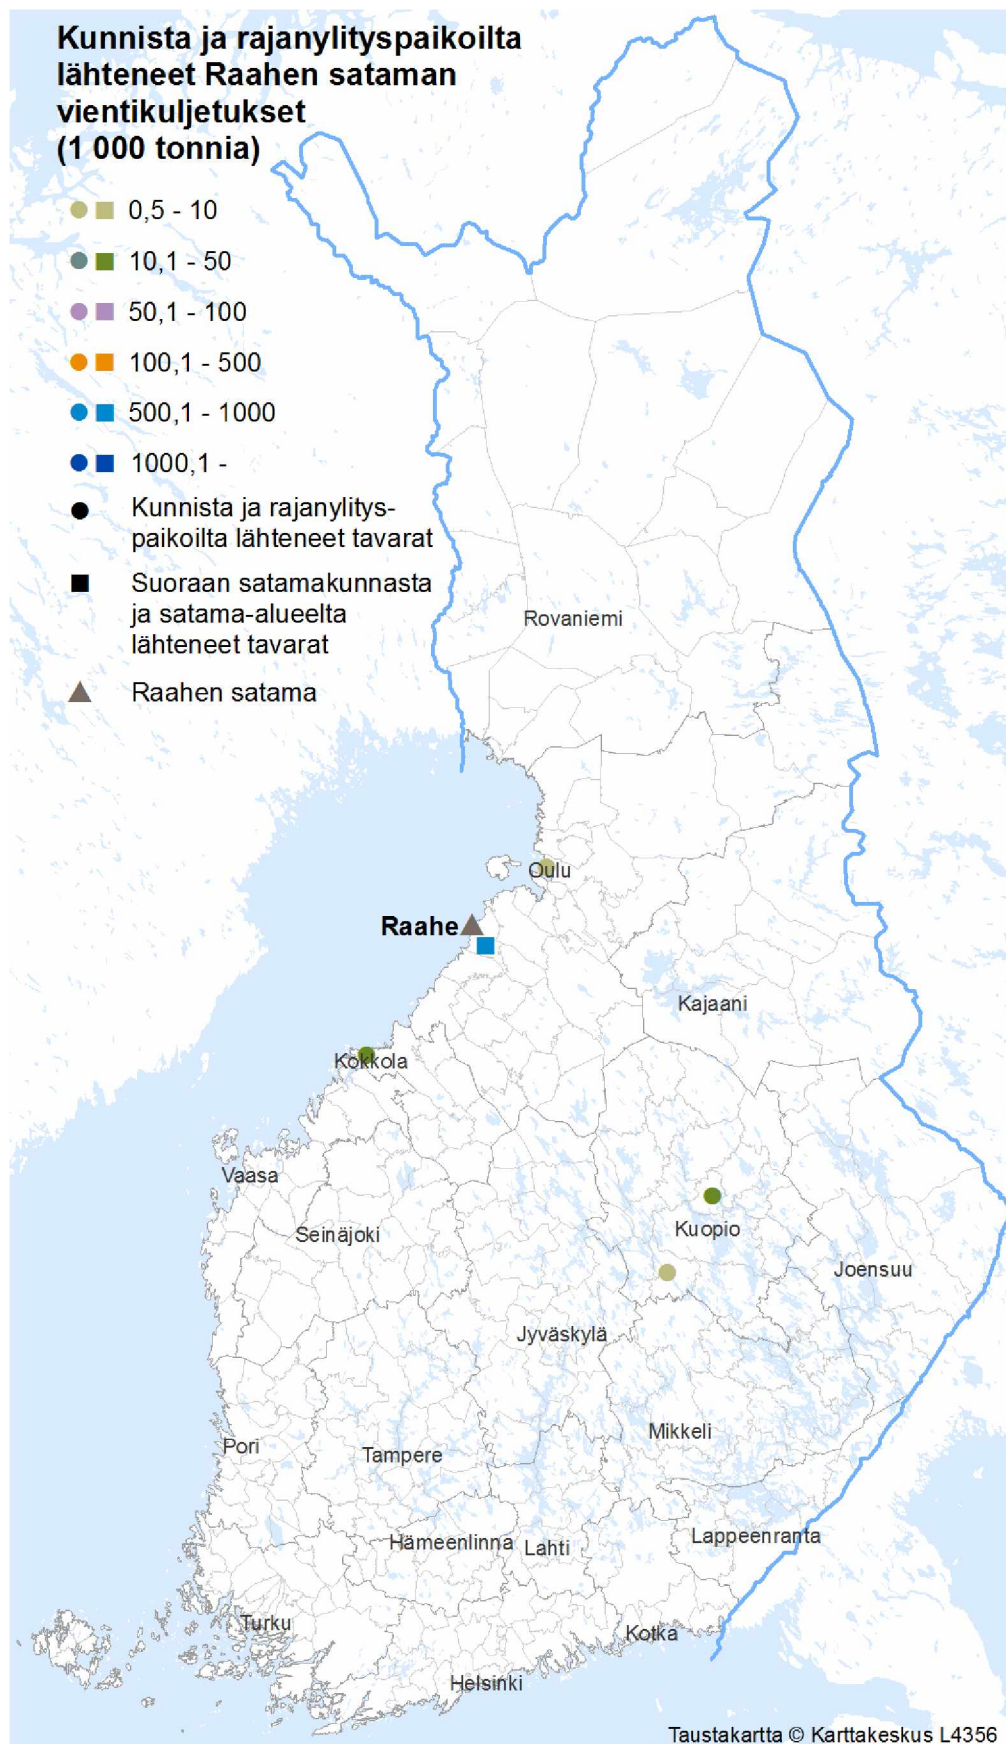 Kunnista ja rajanylityspaikoilta
lähteneet Raahen sataman
vientikuljetukset
(1 000 tonnia)
0,5 - 10
10,1 - 50
50,1 - 100
100,1 - 500
500,1 - 1000
1000,1 -
Kunnista ja rajanylitys-
paikoilta lähteneet tavarat
Suoraan satamakunnasta
ja satama-alueelta
lähteneet tavarat
Raahen satama
Rovaniemi
Oulu
Raahe
Kajaani
Kokkola
Vaasa
Seinäjoki
Kuopio
Joensuu
Jyväskylä
Mikkeli
Pori
Tampere
Lappeenranta
Hämeenlinna
Lahti
Turku
Kotka
Helsinki
Taustakartta © Karttakeskus L4356